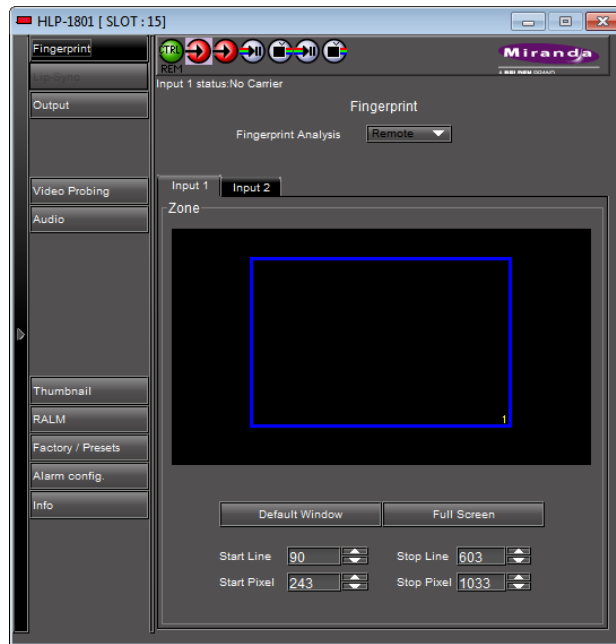 HLP-1801 [ SLOT : 15]
Fingerprint
Lip-Sync
Output
Video Probing
Audio
Thumbnail
RALM
Factory / Presets
Alarm config.
Info
CTRL
REM
Miranda
A BELDEN BRAND
Input 1 status:No Carrier
Fingerprint
Fingerprint Analysis Remote
Input 1 Input 2
Zone
1
Default Window Full Screen
Start Line 90 Stop Line 603
Start Pixel 243 Stop Pixel 1033